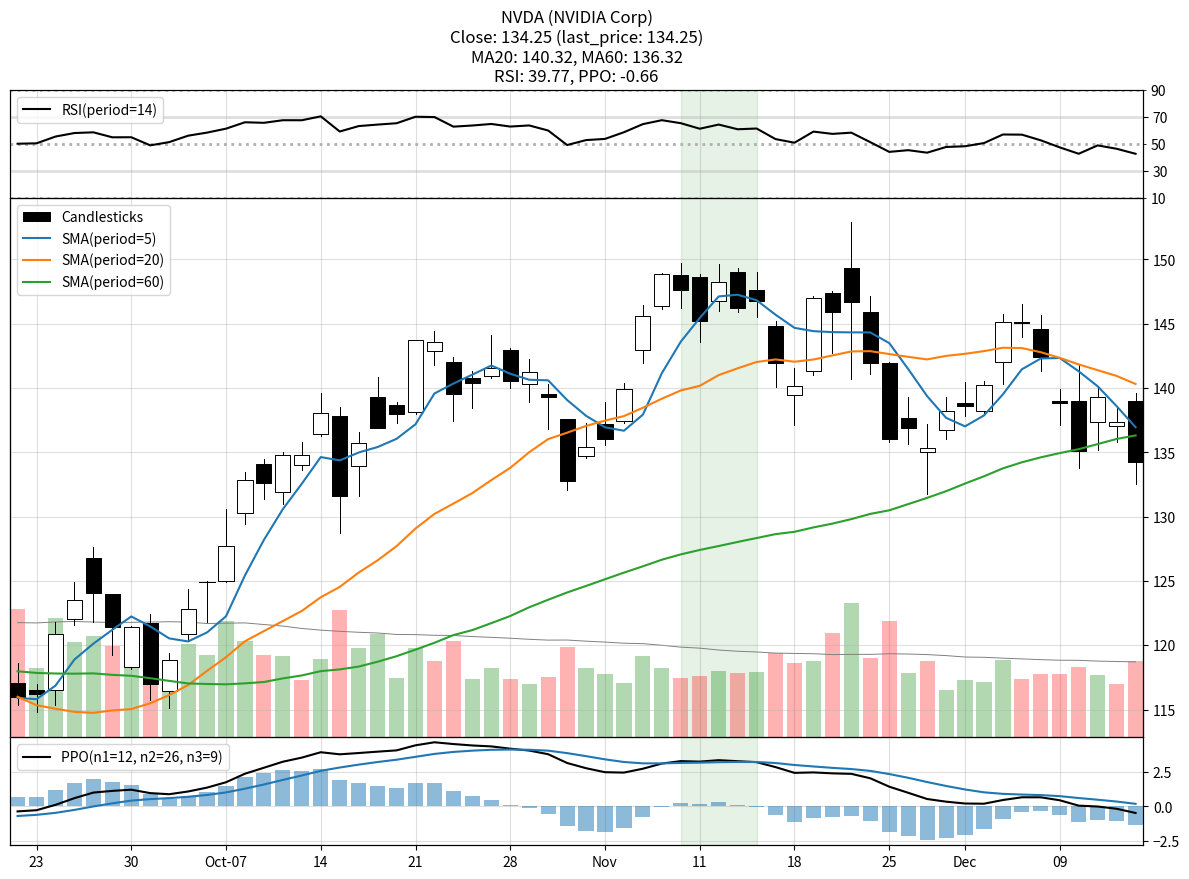 NVDA (NVIDIA Corp)
Close: 134.25 (last_price: 134.25)
MA20: 140.32, MA60: 136.32
RSI: 39.77, PPO: -0.66
RSI(period=14)
90
70
50
30
10
Candlesticks
SMA(period=5)
SMA(period=20)
SMA(period=60)
150
145
140
135
130
125
120
115
PPO(n1=12, n2=26, n3=9)
2.5
0.0
−2.5
23 30 Oct-07 14 21 28 Nov 11 18 25 Dec 09